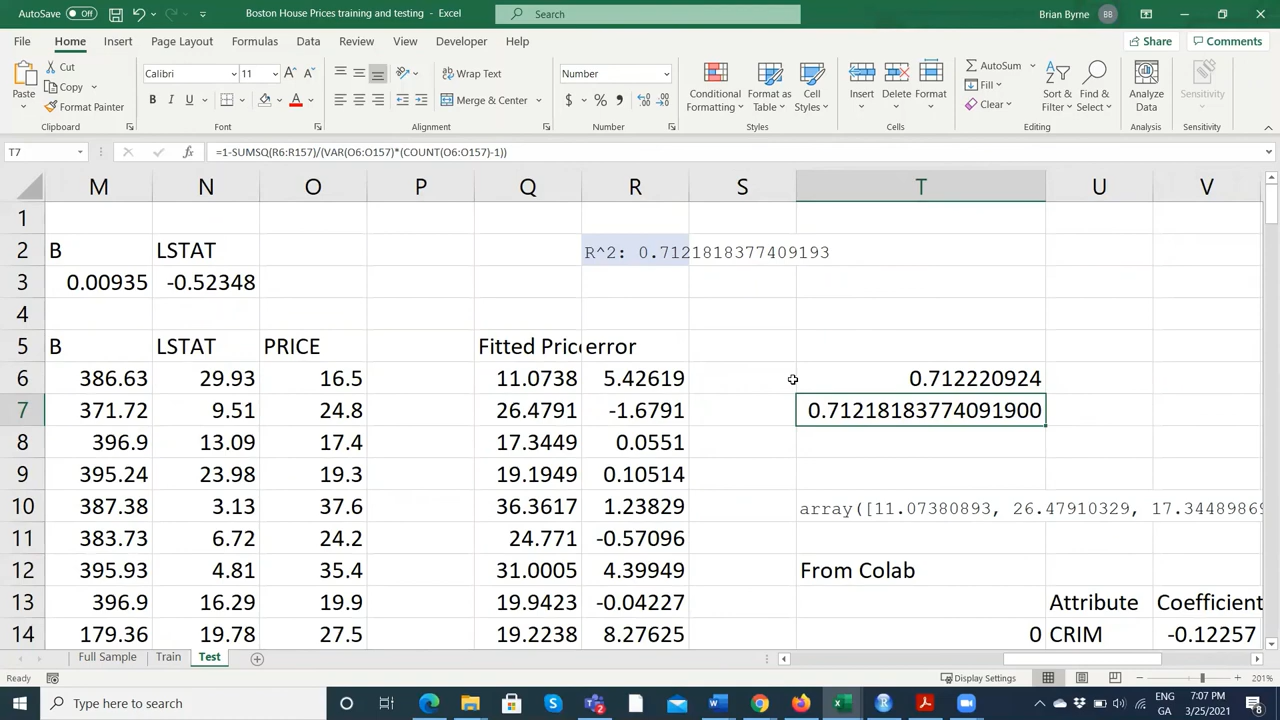 AutoSave Off Boston House Prices training and testing - Excel Search Brian Byrne BB
File Home Insert Page Layout Formulas Data Review View Developer Help Share Comments
Paste Cut Copy Format Painter Calibri 11 Wrap Text Merge & Center Number Conditional Formatting Format as Table Cell Styles Insert Delete Format AutoSum Fill Clear Sort & Filter Find & Select Analyze Data Sensitivity
Clipboard Font Alignment Number Styles Cells Editing Analysis Sensitivity
T7 fx =1-SUMSQ(R6:R157)/(VAR(O6:O157)*(COUNT(O6:O157)-1))
M N O P Q R S T U V
1
2 B LSTAT R^2: 0.7121818377409193
3 0.00935 -0.52348
4
5 B LSTAT PRICE Fitted Price error
6 386.63 29.93 16.5 11.0738 5.42619 0.712220924
7 371.72 9.51 24.8 26.4791 -1.6791 0.71218183774091900
8 396.9 13.09 17.4 17.3449 0.0551
9 395.24 23.98 19.3 19.1949 0.10514
10 387.38 3.13 37.6 36.3617 1.23829 array([11.07380893, 26.47910329, 17.34489869
11 383.73 6.72 24.2 24.771 -0.57096
12 395.93 4.81 35.4 31.0005 4.39949 From Colab
13 396.9 16.29 19.9 19.9423 -0.04227 Attribute Coefficient
14 179.36 19.78 27.5 19.2238 8.27625 0 CRIM -0.12257
Full Sample Train Test
Ready Display Settings 201%
Type here to search ENG 7:07 PM
GA 3/25/2021 8